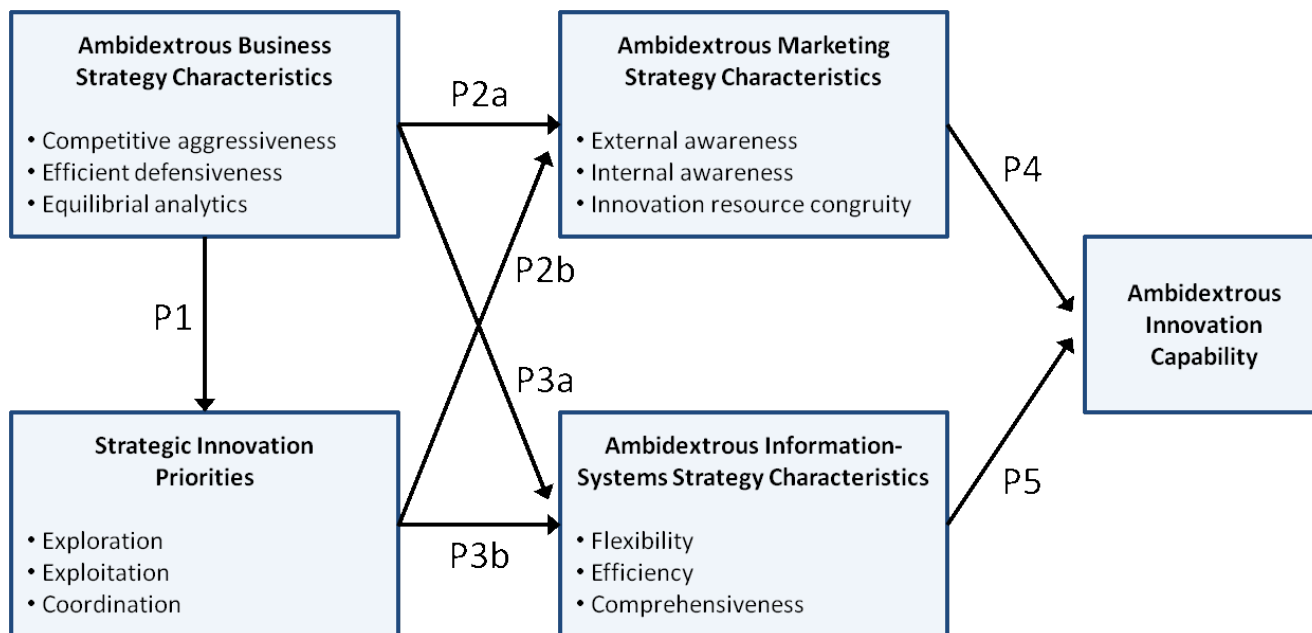 Ambidextrous Business
Strategy Characteristics
• Competitive aggressiveness
• Efficient defensiveness
• Equilibrial analytics
P2a
Ambidextrous Marketing
Strategy Characteristics
• External awareness
• Internal awareness
• Innovation resource congruity
P4
P1
P2b
P3a
Ambidextrous
Innovation
Capability
Strategic Innovation
Priorities
• Exploration
• Exploitation
• Coordination
P3b
Ambidextrous Information-
Systems Strategy Characteristics
• Flexibility
• Efficiency
• Comprehensiveness
P5